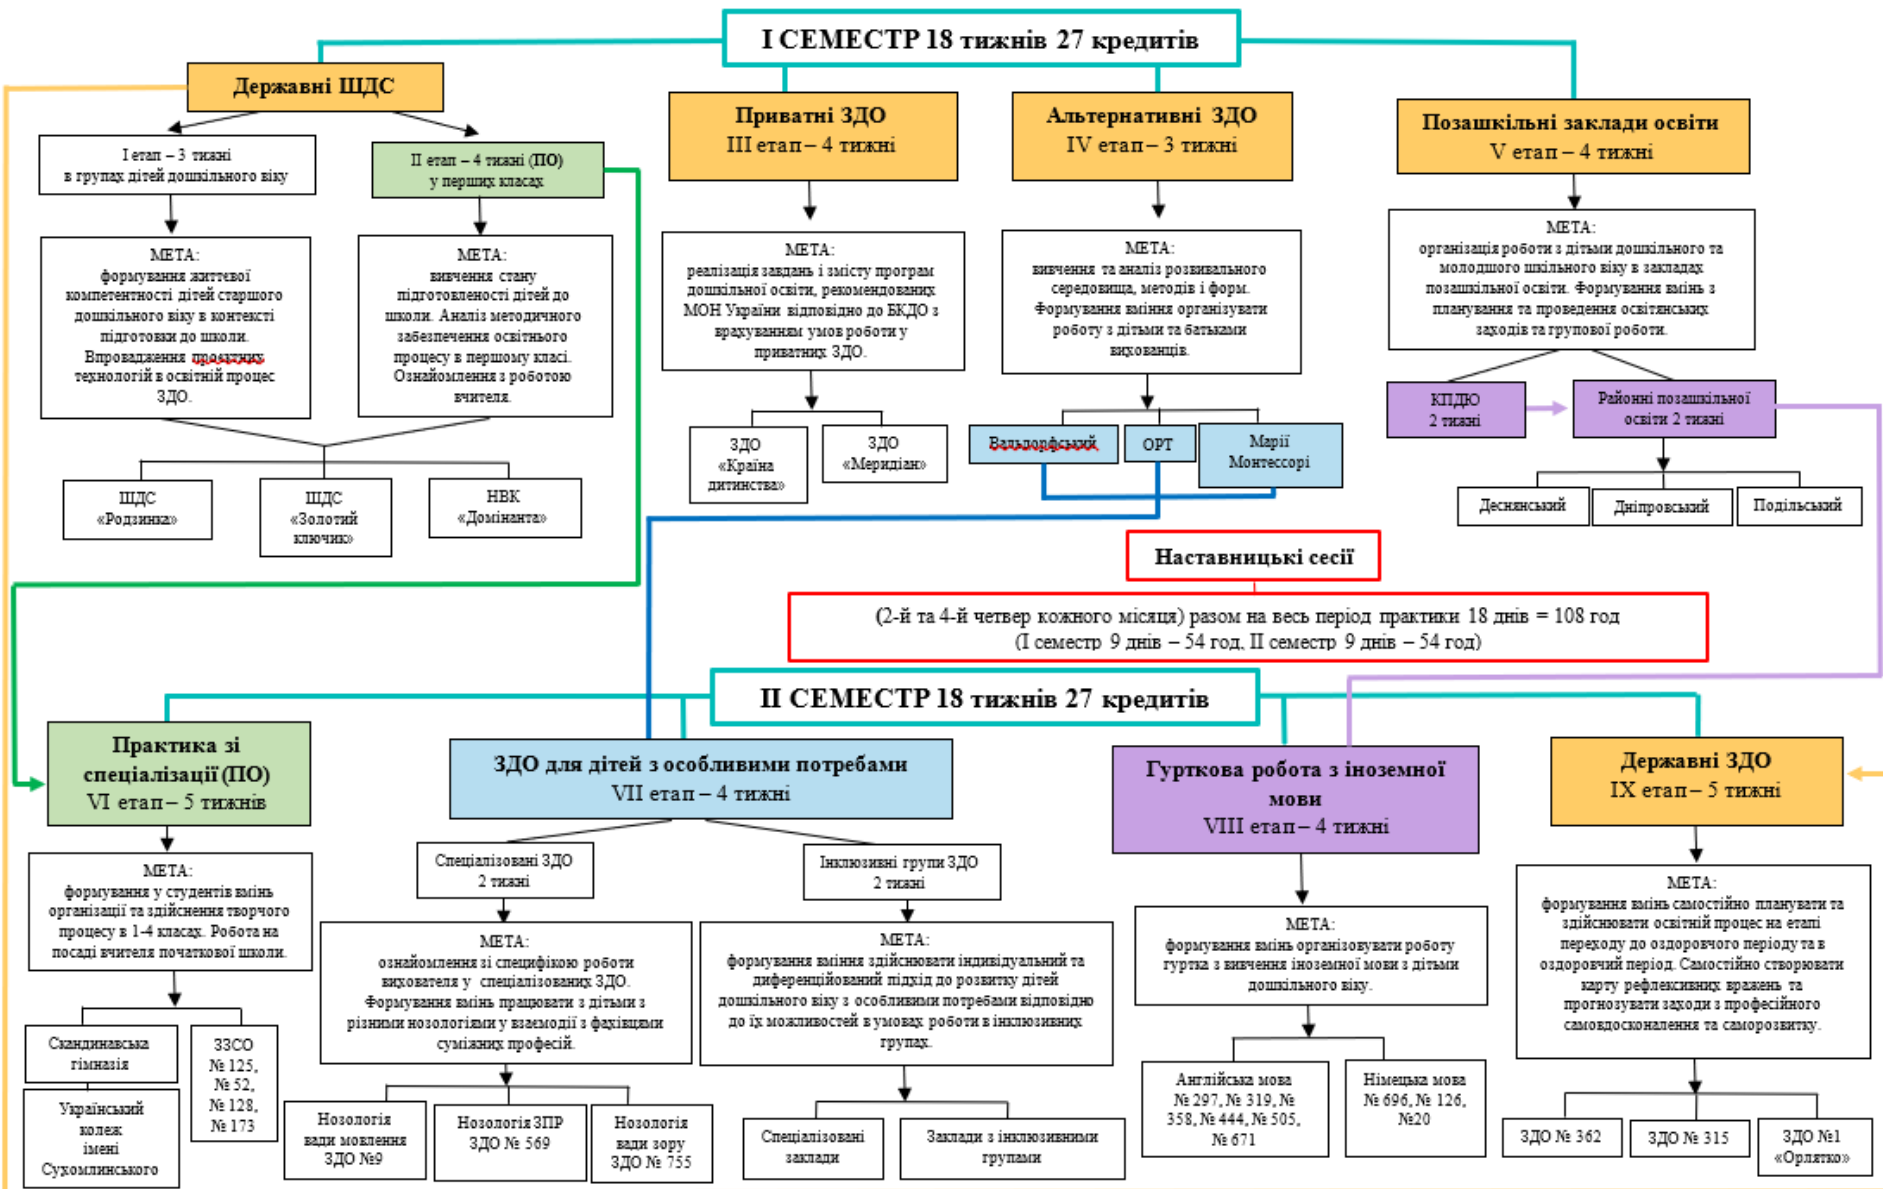 І СЕМЕСТР 18 тижнів 27 кредитів
Державні ШДС
І етап – 3 тижні
в групах дітей дошкільного віку
ІІ етап – 4 тижні (ПО)
у перших класах
Приватні ЗДО
ІІІ етап – 4 тижні
Альтернативні ЗДО
IV етап – 3 тижні
Позашкільні заклади освіти
V етап – 4 тижні
МЕТА:
формування життєвої
компетентності дітей старшого
дошкільного віку в контексті
підготовки до школи.
Впровадження проєктних
технологій в освітній процес
ЗДО.
МЕТА:
вивчення стану
підготовленості дітей до
школи. Аналіз методичного
забезпечення освітнього
процесу в першому класі.
Ознайомлення з роботою
вчителя.
МЕТА:
реалізація завдань і змісту програм
дошкільної освіти, рекомендованих
МОН України відповідно до БКДО з
врахуванням умов роботи у
приватних ЗДО.
МЕТА:
вивчення та аналіз розвивального
середовища, методів і форм.
Формування вміння організувати
роботу з дітьми та батьками
вихованців.
МЕТА:
організація роботи з дітьми дошкільного та
молодшого шкільного віку в закладах
позашкільної освіти. Формування вмінь з
планування та проведення освітянських
заходів та групової роботи.
ШДС
«Родзинка»
ШДС
«Золотий
ключик»
НВК
«Домінанта»
ЗДО
«Країна
дитинства»
ЗДО
«Меридіан»
Вальдорфський
ОРТ
Марії
Монтессорі
КПДЮ
2 тижні
Районні позашкільної
освіти 2 тижні
Деснянський
Дніпровський
Подільський
Наставницькі сесії
(2-й та 4-й четвер кожного місяця) разом на весь період практики 18 днів = 108 год
(І семестр 9 днів – 54 год, ІІ семестр 9 днів – 54 год)
ІІ СЕМЕСТР 18 тижнів 27 кредитів
Практика зі
спеціалізації (ПО)
VI етап – 5 тижнів
ЗДО для дітей з особливими потребами
VII етап – 4 тижні
Гурткова робота з іноземної
мови
VIII етап – 4 тижні
Державні ЗДО
IX етап – 5 тижні
МЕТА:
формування у студентів вмінь
організації та здійснення творчого
процесу в 1-4 класах. Робота на
посаді вчителя початкової школи.
Спеціалізовані ЗДО
2 тижні
Інклюзивні групи ЗДО
2 тижні
МЕТА:
ознайомлення зі специфікою роботи
вихователя у спеціалізованих ЗДО.
Формування вмінь працювати з дітьми з
різними нозологіями у взаємодії з фахівцями
суміжних професій.
МЕТА:
формування вміння здійснювати індивідуальний та
диференційований підхід до розвитку дітей
дошкільного віку з особливими потребами відповідно
до їх можливостей в умовах роботи в інклюзивних
групах.
МЕТА:
формування вмінь організовувати роботу
гуртка з вивчення іноземної мови з дітьми
дошкільного віку.
МЕТА:
формування вмінь самостійно планувати та
здійснювати освітній процес на етапі
переходу до оздоровчого періоду та в
оздоровчий період. Самостійно створювати
карту рефлексивних вражень та
прогнозувати заходи з професійного
самовдосконалення та саморозвитку.
Скандинавська
гімназія
Український
колеж
імені
Сухомлинського
ЗЗСО
№ 125,
№ 52,
№ 128,
№ 173
Нозологія
вади мовлення
ЗДО №9
Нозологія ЗПР
ЗДО № 569
Нозологія
вади зору
ЗДО № 755
Спеціалізовані
заклади
Заклади з інклюзивними
групами
Англійська мова
№ 297, № 319, №
358, № 444, № 505,
№ 671
Німецька мова
№ 696, № 126,
№20
ЗДО № 362
ЗДО № 315
ЗДО №1
«Орлятко»